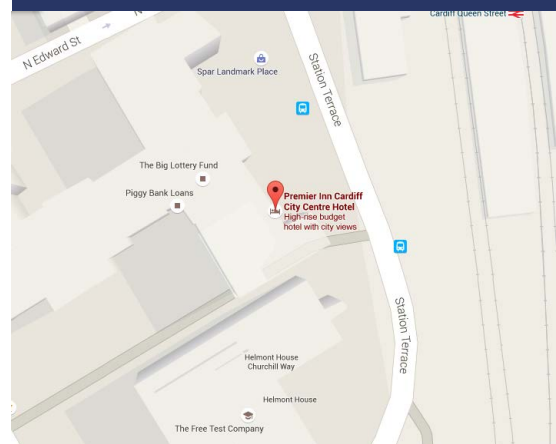 Cardiff Queen Street
N Edward St
N
Spar Landmark Place
Station Terrace
The Big Lottery Fund
Piggy Bank Loans
Premier Inn Cardiff
City Centre Hotel
High-rise budget
hotel with city views
Station Terrace
Helmont House
Churchill Way
Helmont House
The Free Test Company